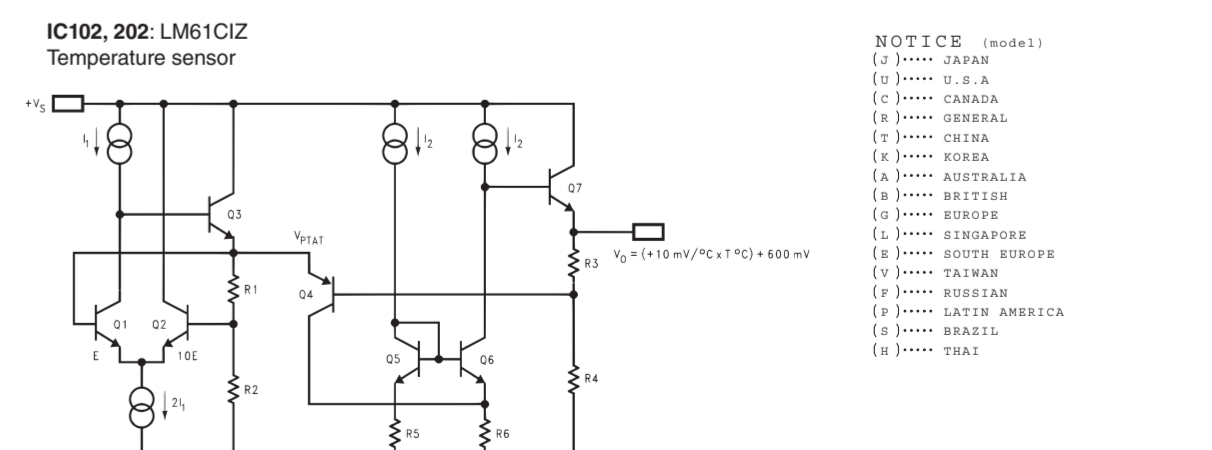 IC102, 202: LM61CIZ
Temperature sensor
+VS
I1
I2
I2
Q3
Q7
VPTAT
VO = (+10 mV/°C x T °C) + 600 mV
R3
R1
Q4
Q1
Q2
E
10E
Q5
Q6
R2
R4
2I1
R5
R6
NOTICE (model)
(J)..... JAPAN
(U)..... U.S.A
(C)..... CANADA
(R)..... GENERAL
(T)..... CHINA
(K)..... KOREA
(A)..... AUSTRALIA
(B)..... BRITISH
(G)..... EUROPE
(L)..... SINGAPORE
(E)..... SOUTH EUROPE
(V)..... TAIWAN
(F)..... RUSSIAN
(P)..... LATIN AMERICA
(S)..... BRAZIL
(H)..... THAI